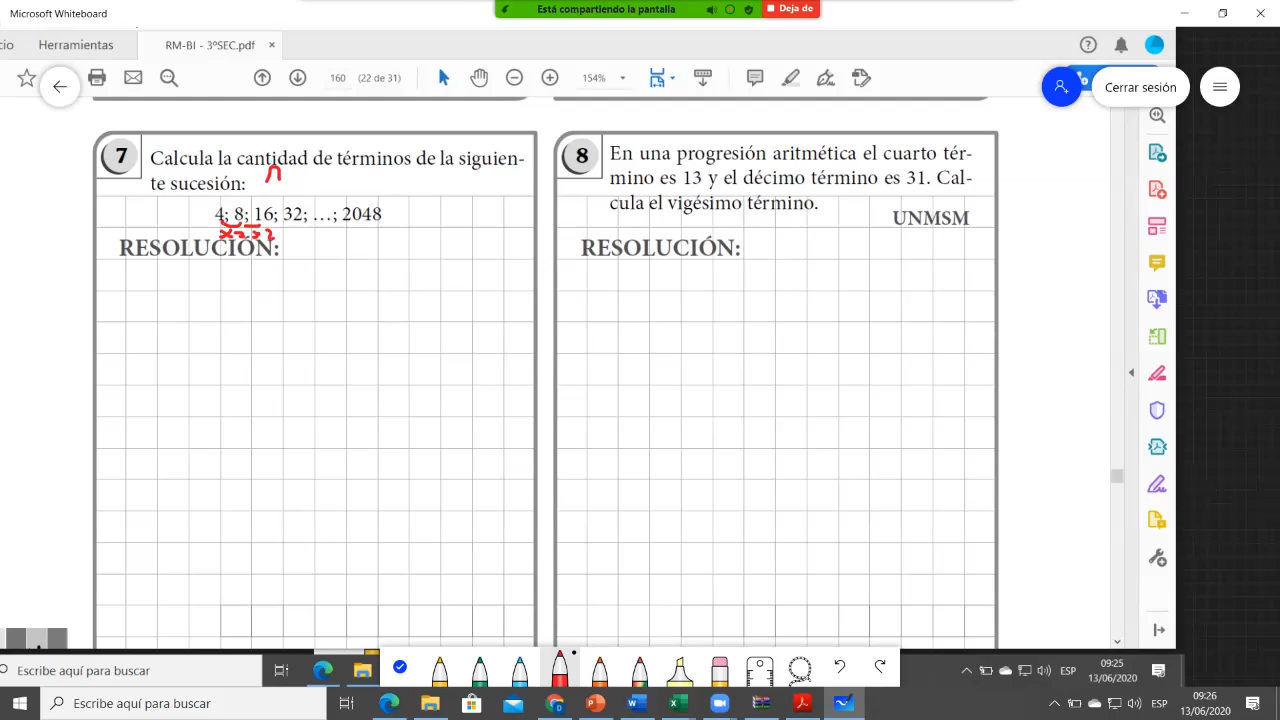 Microsoft Whiteboard
Está compartiendo la pantalla
Deja de
cio
Herramientas
RM-BI - 3ºSEC.pdf
160
(22 de 31)
154%
Cerrar sesión
7
Calcula la cantidad de términos de la siguien-
te sucesión:
n
4; 8; 16; 32; …; 2048
x2 x2
RESOLUCIÓN:
8
En una progresión aritmética el cuarto tér-
mino es 13 y el décimo término es 31. Cal-
cula el vigésimo término.
UNMSM
RESOLUCIÓN:
Escribe aquí para buscar
ESP
09:25
13/06/2020
Escribe aquí para buscar
ESP
09:26
13/06/2020